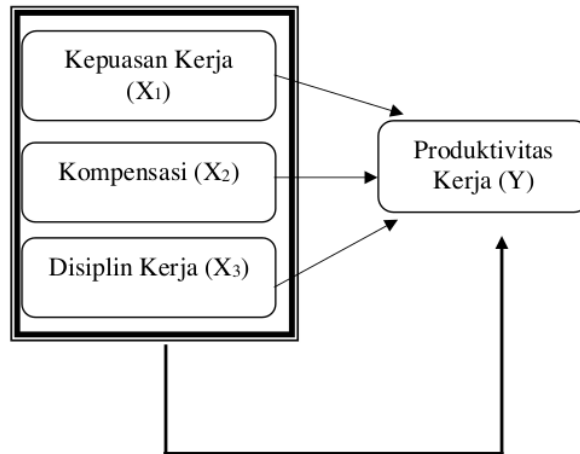 Kepuasan Kerja
(X1)
Kompensasi (X2)
Disiplin Kerja (X3)
Produktivitas
Kerja (Y)